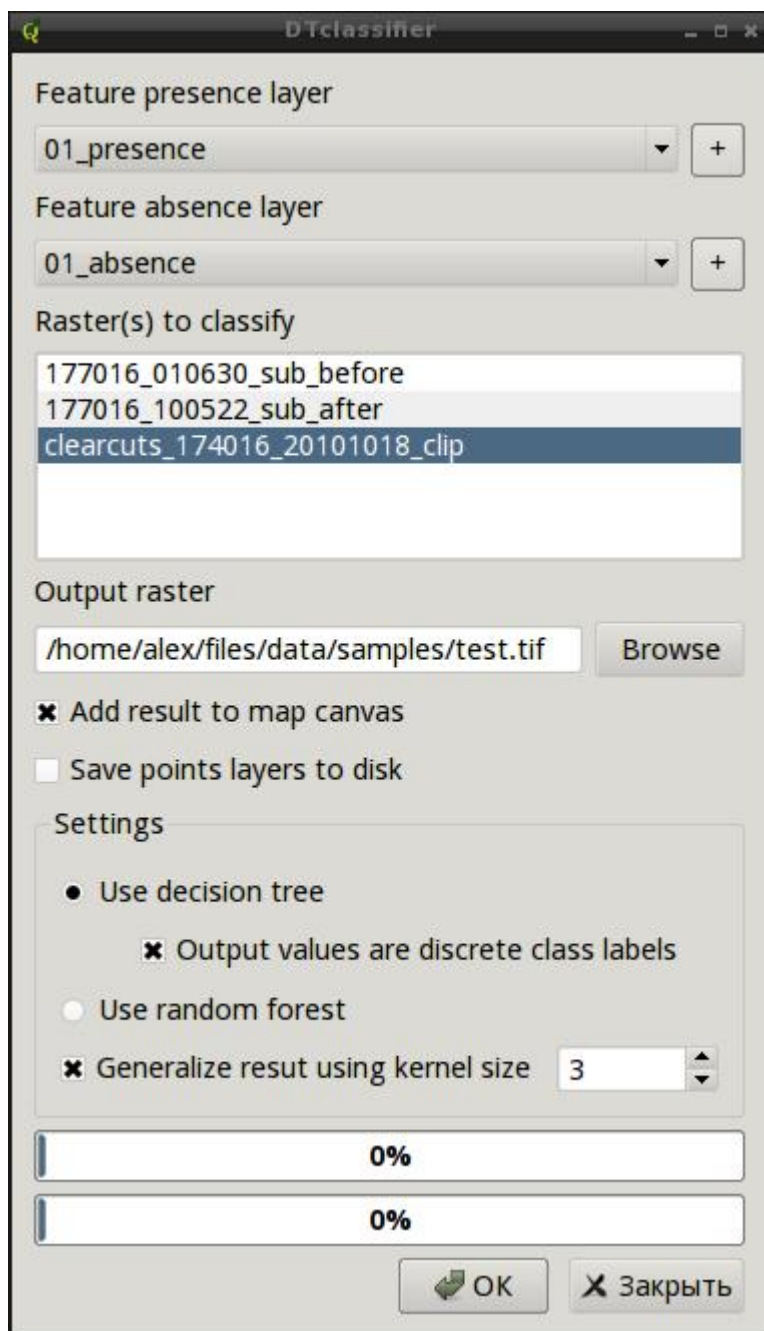 DTclassifier
Feature presence layer
01_presence
+
Feature absence layer
01_absence
+
Raster(s) to classify
177016_010630_sub_before
177016_100522_sub_after
clearcuts_174016_20101018_clip
Output raster
/home/alex/files/data/samples/test.tif
Browse
Add result to map canvas
Save points layers to disk
Settings
Use decision tree
Output values are discrete class labels
Use random forest
Generalize resut using kernel size
3
0%
0%
OK
Закрыть